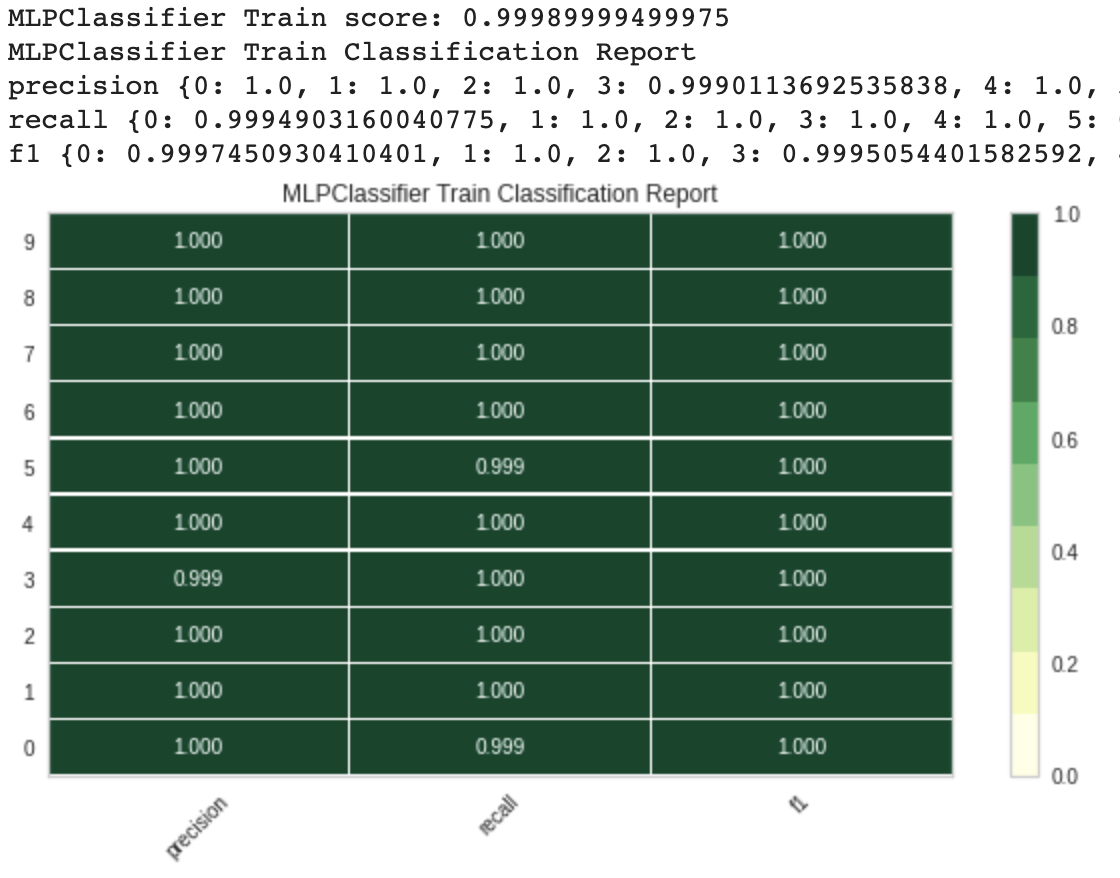 MLPClassifier Train score: 0.99989999499975
MLPClassifier Train Classification Report
precision {0: 1.0, 1: 1.0, 2: 1.0, 3: 0.9990113692535838, 4: 1.0,
recall {0: 0.9994903160040775, 1: 1.0, 2: 1.0, 3: 1.0, 4: 1.0, 5:
f1 {0: 0.9997450930410401, 1: 1.0, 2: 1.0, 3: 0.9995054401582592,
MLPClassifier Train Classification Report
9 1.000 1.000 1.000
8 1.000 1.000 1.000
7 1.000 1.000 1.000
6 1.000 1.000 1.000
5 1.000 0.999 1.000
4 1.000 1.000 1.000
3 0.999 1.000 1.000
2 1.000 1.000 1.000
1 1.000 1.000 1.000
0 1.000 0.999 1.000
precision recall f1
1.0
0.8
0.6
0.4
0.2
0.0